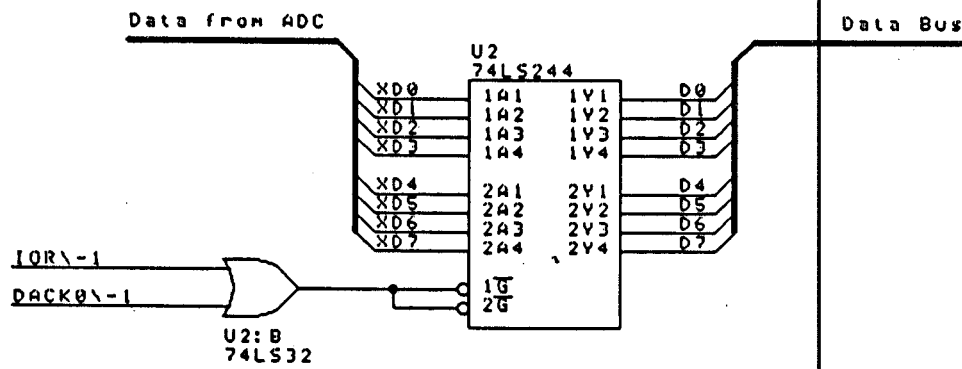 Data from ADC
Data Bus
U2
74LS244
XD0 1A1 1Y1 D0
XD1 1A2 1Y2 D1
XD2 1A3 1Y3 D2
XD3 1A4 1Y4 D3
XD4 2A1 2Y1 D4
XD5 2A2 2Y2 D5
XD6 2A3 2Y3 D6
XD7 2A4 2Y4 D7
IOR\-1
DACK0\-1
1G̅
2G̅
U2:B
74LS32